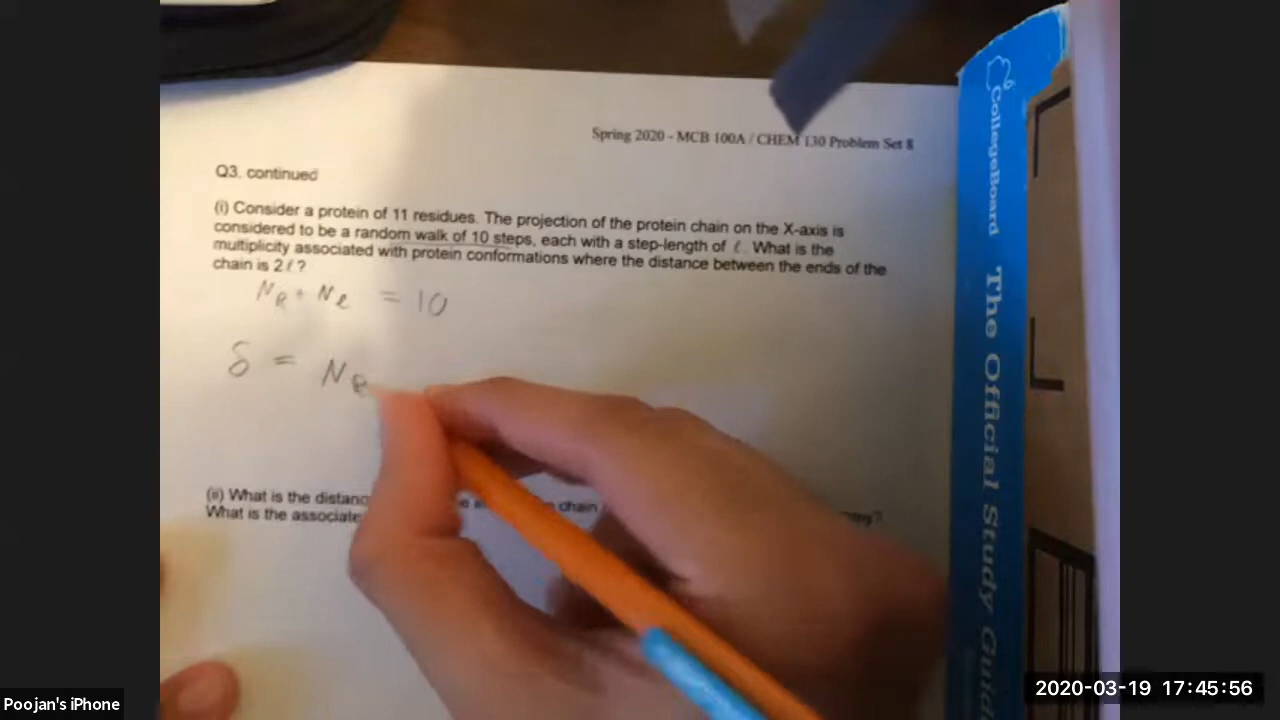 Spring 2020 - MCB 100A / CHEM 130 Problem Set 8
Q3. continued
(i) Consider a protein of 11 residues. The projection of the protein chain on the X-axis is
considered to be a random walk of 10 steps, each with a step-length of ℓ. What is the
multiplicity associated with protein conformations where the distance between the ends of the
chain is 2ℓ?
N_R + N_L = 10
δ = N_R
(ii) What is the
chain
What is the
CollegeBoard
The Official Study
Poojan's iPhone
2020-03-19 17:45:56